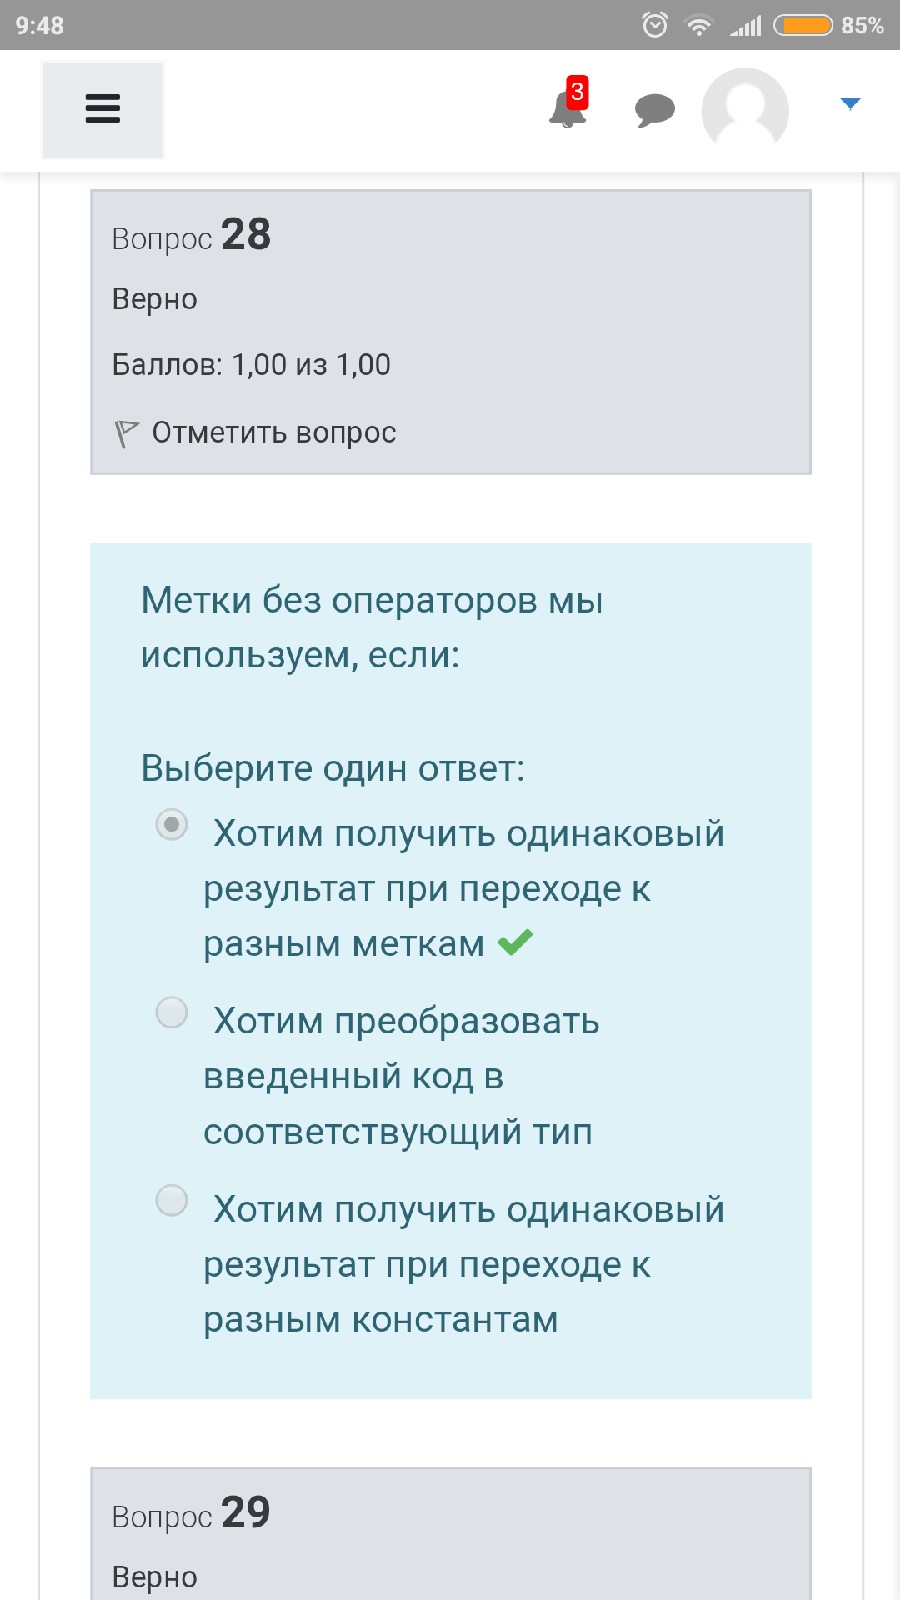 9:48
85%
3
Вопрос 28
Верно
Баллов: 1,00 из 1,00
Отметить вопрос
Метки без операторов мы
используем, если:
Выберите один ответ:
Хотим получить одинаковый
результат при переходе к
разным меткам
Хотим преобразовать
введенный код в
соответствующий тип
Хотим получить одинаковый
результат при переходе к
разным константам
Вопрос 29
Верно